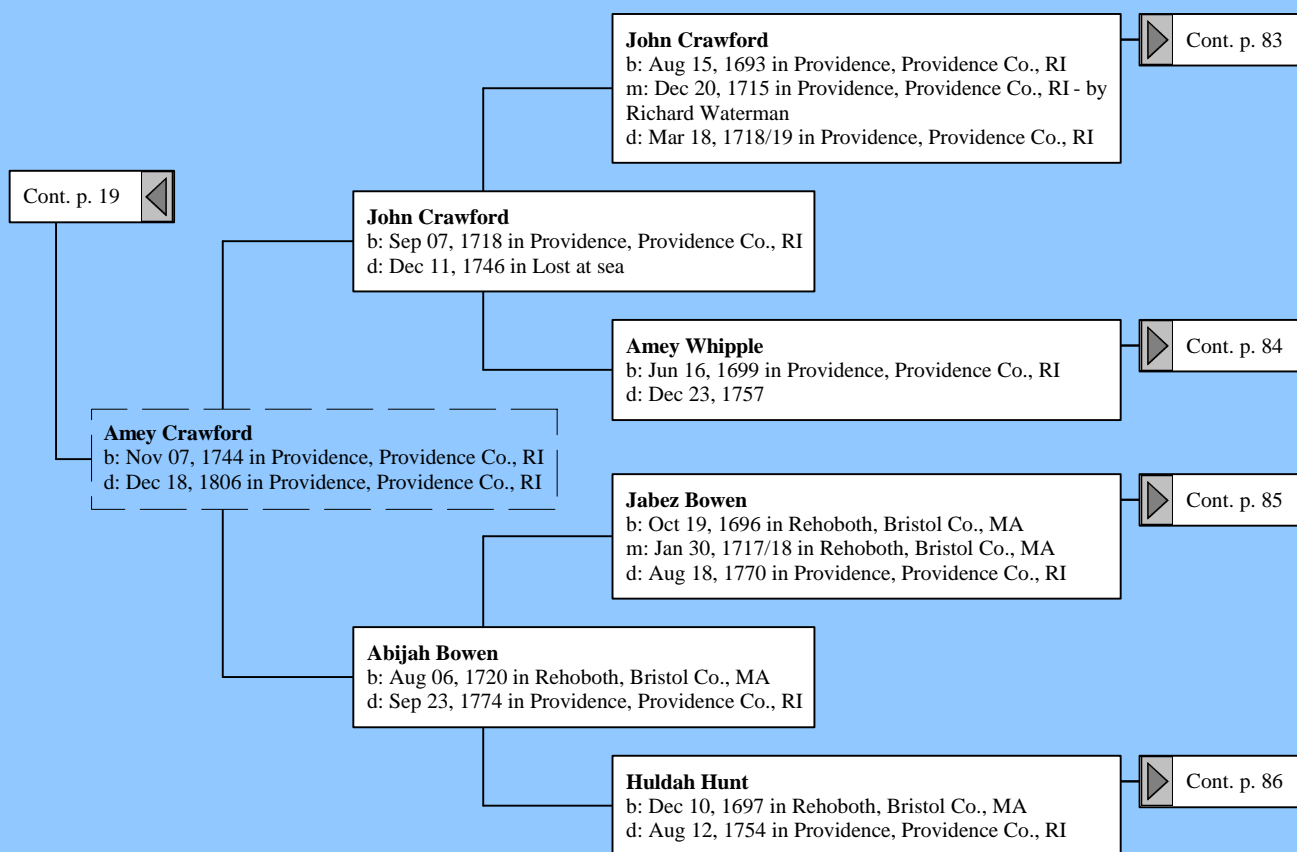 John Crawford
b: Aug 15, 1693 in Providence, Providence Co., RI
m: Dec 20, 1715 in Providence, Providence Co., RI - by
Richard Waterman
d: Mar 18, 1718/19 in Providence, Providence Co., RI
Cont. p. 83
Cont. p. 19
John Crawford
b: Sep 07, 1718 in Providence, Providence Co., RI
d: Dec 11, 1746 in Lost at sea
Amey Whipple
b: Jun 16, 1699 in Providence, Providence Co., RI
d: Dec 23, 1757
Cont. p. 84
Amey Crawford
b: Nov 07, 1744 in Providence, Providence Co., RI
d: Dec 18, 1806 in Providence, Providence Co., RI
Jabez Bowen
b: Oct 19, 1696 in Rehoboth, Bristol Co., MA
m: Jan 30, 1717/18 in Rehoboth, Bristol Co., MA
d: Aug 18, 1770 in Providence, Providence Co., RI
Cont. p. 85
Abijah Bowen
b: Aug 06, 1720 in Rehoboth, Bristol Co., MA
d: Sep 23, 1774 in Providence, Providence Co., RI
Huldah Hunt
b: Dec 10, 1697 in Rehoboth, Bristol Co., MA
d: Aug 12, 1754 in Providence, Providence Co., RI
Cont. p. 86